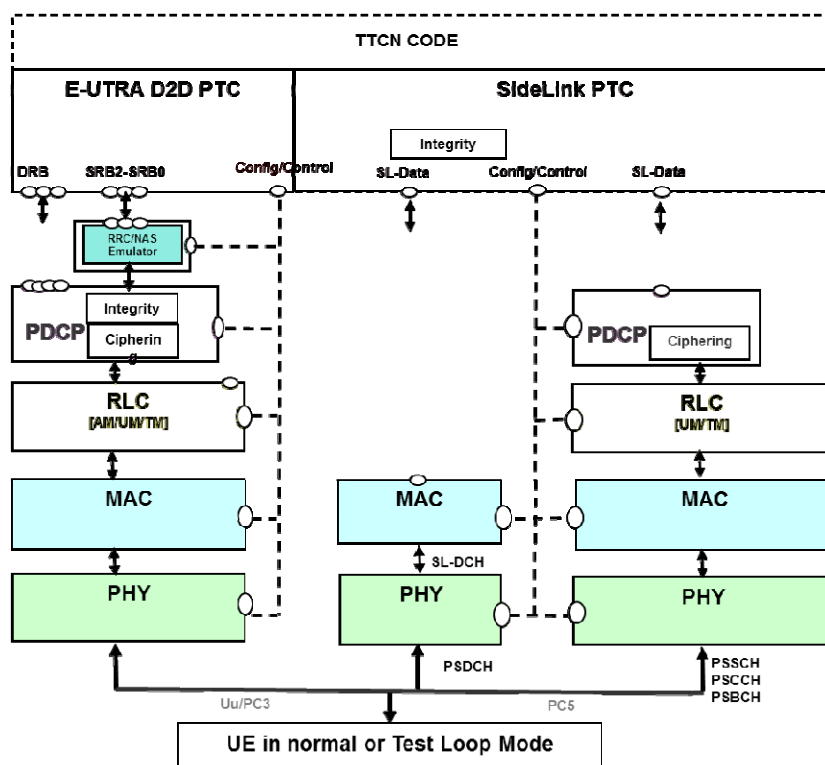 TTCN CODE
E-UTRA D2D PTC
SideLink PTC
Integrity
DRB
SRB2-SRB0
Config/Control
SL-Data
Config/Control
SL-Data
RRC/NAS
Emulator
PDCP
Integrity
Cipherin
g
PDCP
Ciphering
RLC
[AM/UM/TM]
RLC
[UM/TM]
MAC
MAC
MAC
SL-DCH
PHY
PHY
PHY
PSDCH
PSSCH
PSCCH
PSBCH
Uu/PC3
PC5
UE in normal or Test Loop Mode